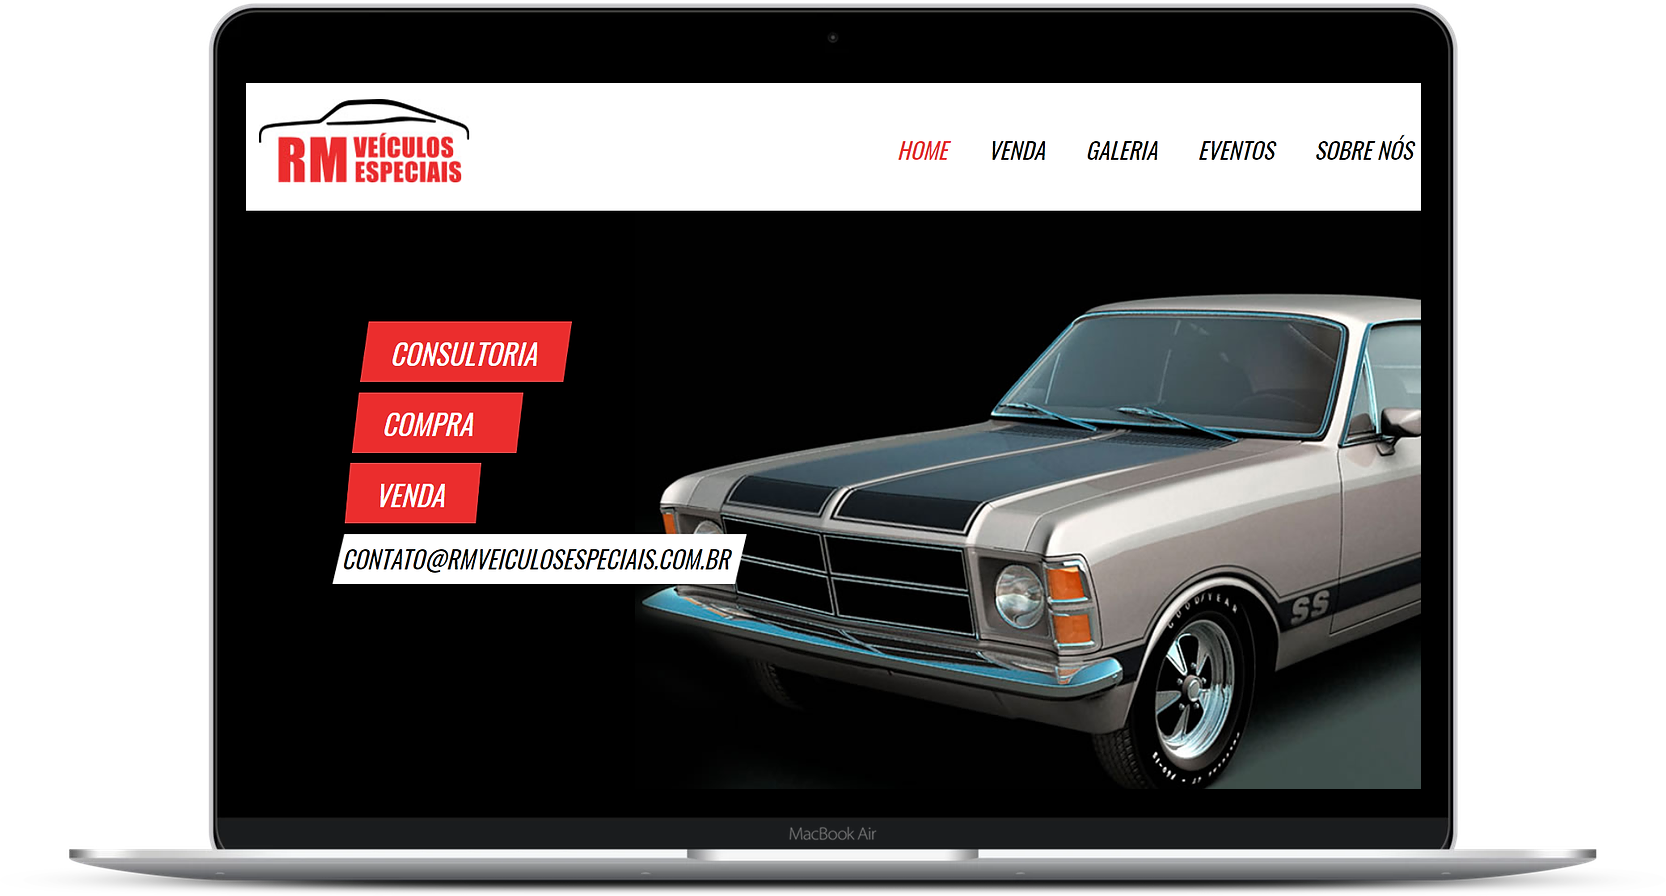 RM VEÍCULOS
ESPECIAIS
HOME VENDA GALERIA EVENTOS SOBRE NÓS
CONSULTORIA
COMPRA
VENDA
CONTATO@RMVEICULOSESPECIAIS.COM.BR
SS
GOODYEAR
MacBook Air